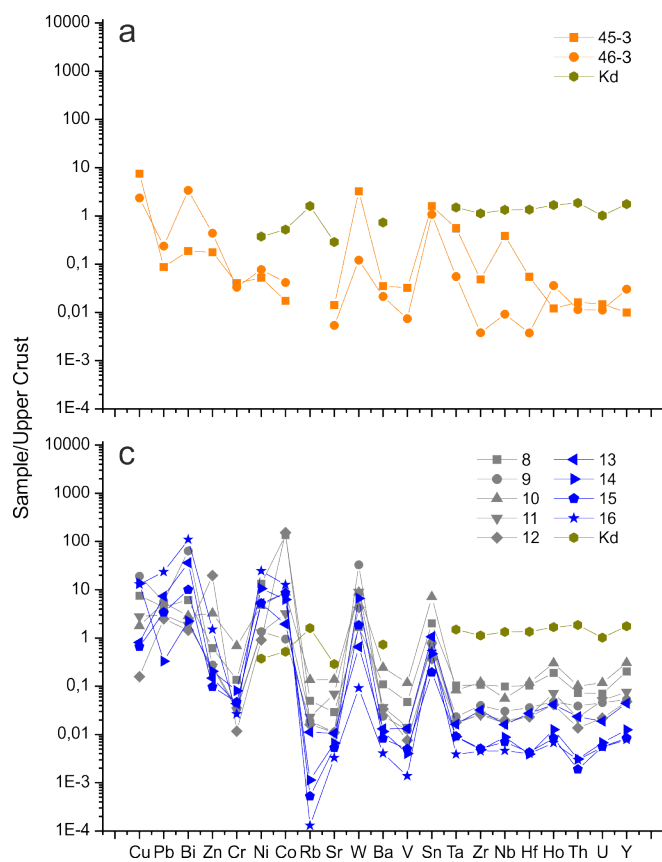 a
45-3
46-3
Kd
10000
1000
100
10
1
0,1
0,01
1E-3
1E-4
Sample/Upper Crust
c
8
9
10
11
12
13
14
15
16
Kd
10000
1000
100
10
1
0,1
0,01
1E-3
1E-4
Cu Pb Bi Zn Cr Ni Co Rb Sr W Ba V Sn Ta Zr Nb Hf Ho Th U Y